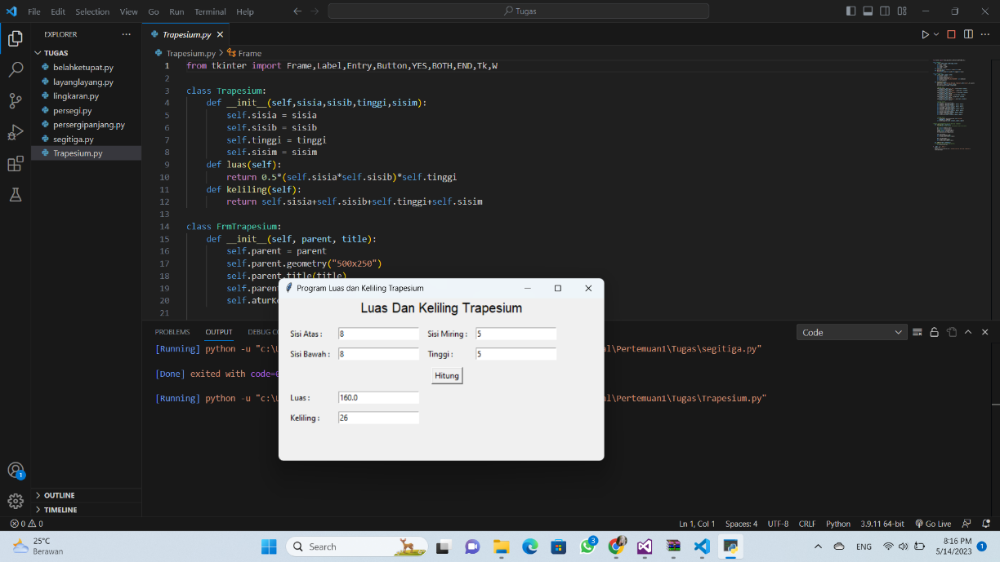 File Edit Selection View Go Run Terminal Help
Tugas
EXPLORER
TUGAS
belahketupat.py
layanglayang.py
lingkaran.py
persegi.py
persergipanjang.py
segitiga.py
Trapesium.py
OUTLINE
TIMELINE
Trapesium.py
Trapesium.py > Frame
1 from tkinter import Frame,Label,Entry,Button,YES,BOTH,END,Tk,W
2
3 class Trapesium:
4 def __init__(self,sisia,sisib,tinggi,sisim):
5 self.sisia = sisia
6 self.sisib = sisib
7 self.tinggi = tinggi
8 self.sisim = sisim
9 def luas(self):
10 return 0.5*(self.sisia*self.sisib)*self.tinggi
11 def keliling(self):
12 return self.sisia+self.sisib+self.tinggi+self.sisim
13
14 class FrmTrapesium:
15 def __init__(self, parent, title):
16 self.parent = parent
17 self.parent.geometry("500x250")
18 self.parent.title(title)
19 self.paren
20 self.aturKo
21
PROBLEMS OUTPUT DEBUG CO
Code
[Running] python -u "c:\U
al\Pertemuan1\Tugas\segitiga.py"
[Done] exited with code=0
[Running] python -u "c:\U
al\Pertemuan1\Tugas\Trapesium.py"
Program Luas dan Keliling Trapesium
Luas Dan Keliling Trapesium
Sisi Atas : 8 Sisi Miring : 5
Sisi Bawah : 8 Tinggi : 5
Hitung
Luas : 160.0
Keliling : 26
1
0 0
Ln 1, Col 1 Spaces: 4 UTF-8 CRLF Python 3.9.11 64-bit Go Live
25°C
Berawan
Search
3
ENG
8:16 PM
5/14/2023
1